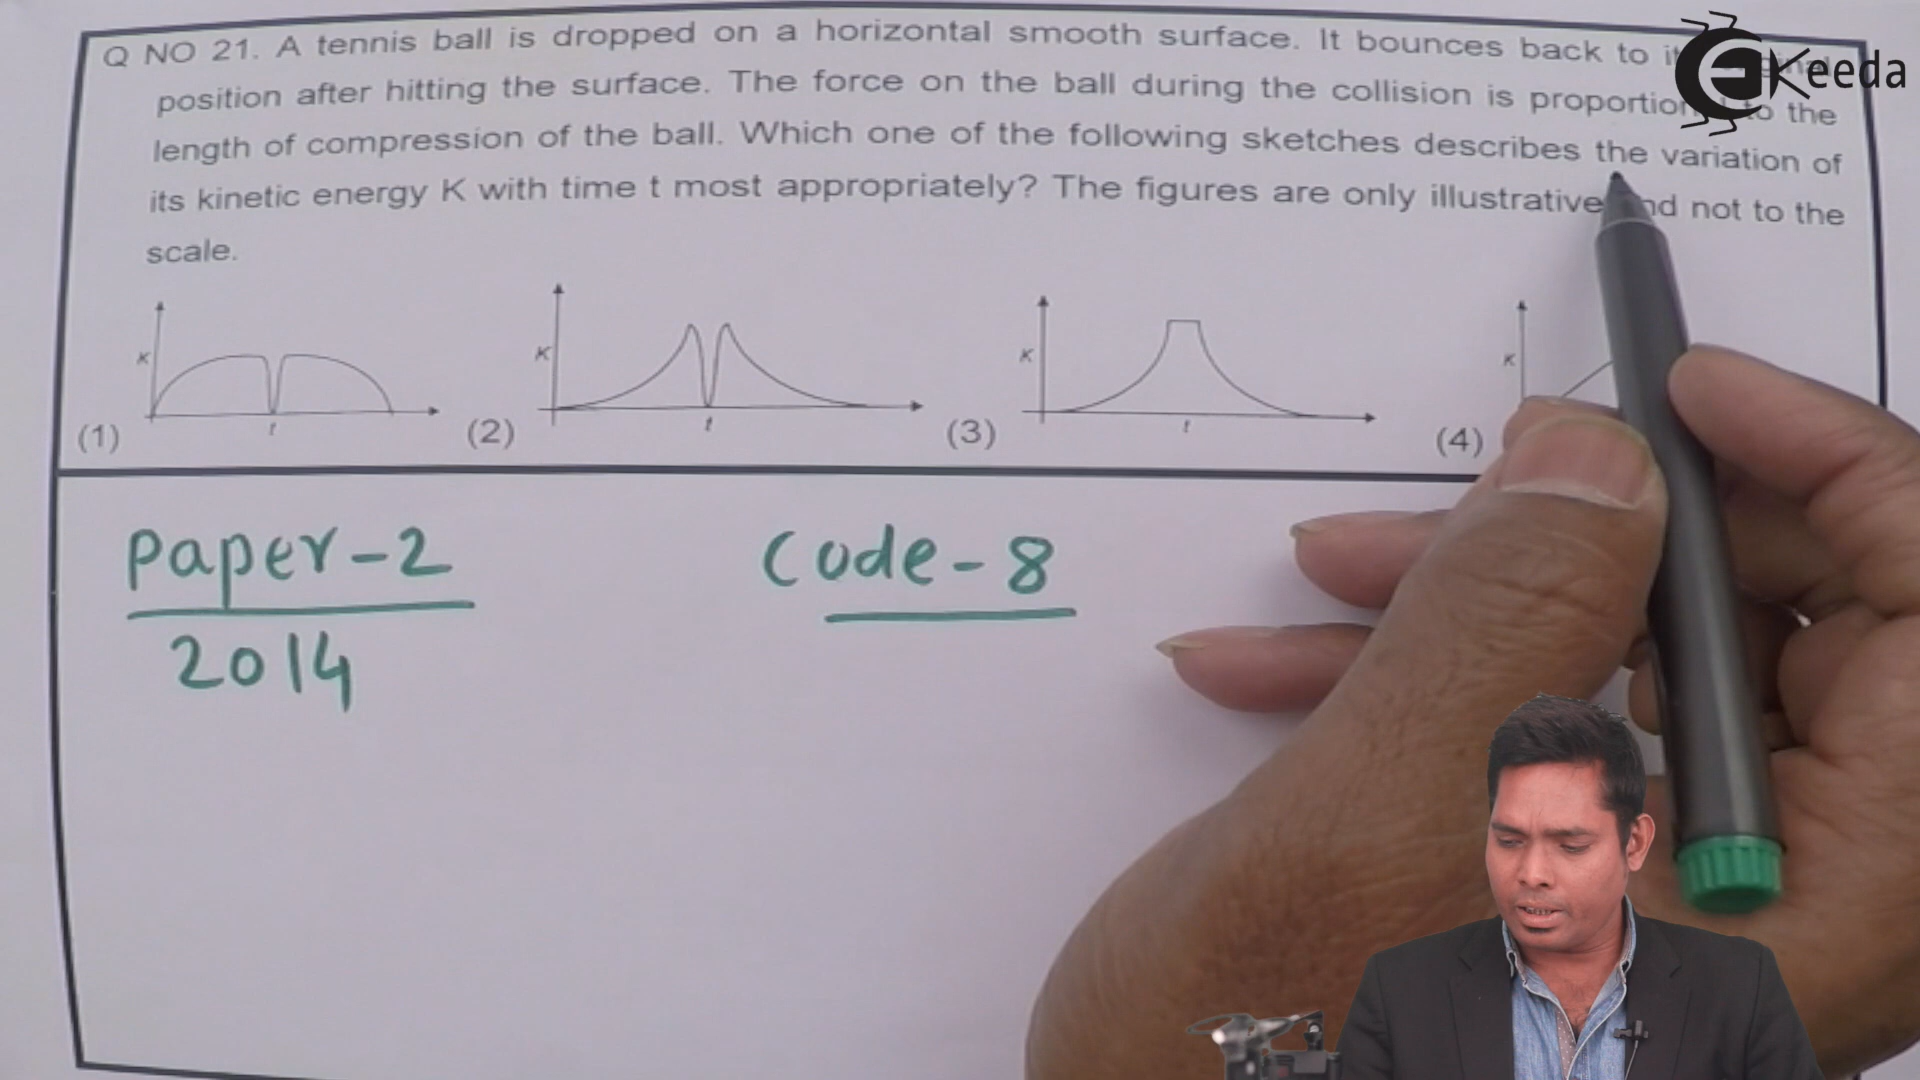 Q NO 21. A tennis ball is dropped on a horizontal smooth surface. It bounces back to
position after hitting the surface. The force on the ball during the collision is to the
length of compression of the ball. Which one of the following sketches describes the variation of
its kinetic energy K with time t most appropriately? The figures are only illustrative not to the
scale.
Keeda
K K K K
t t t
(1) (2) (3) (4)
Paper-2 Code-8
2014